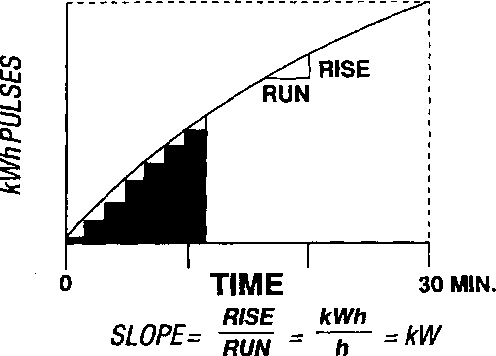 kWh PULSES
RISE
RUN
0
TIME
30 MIN.
SLOPE= RISE/RUN = kWh/h = kW